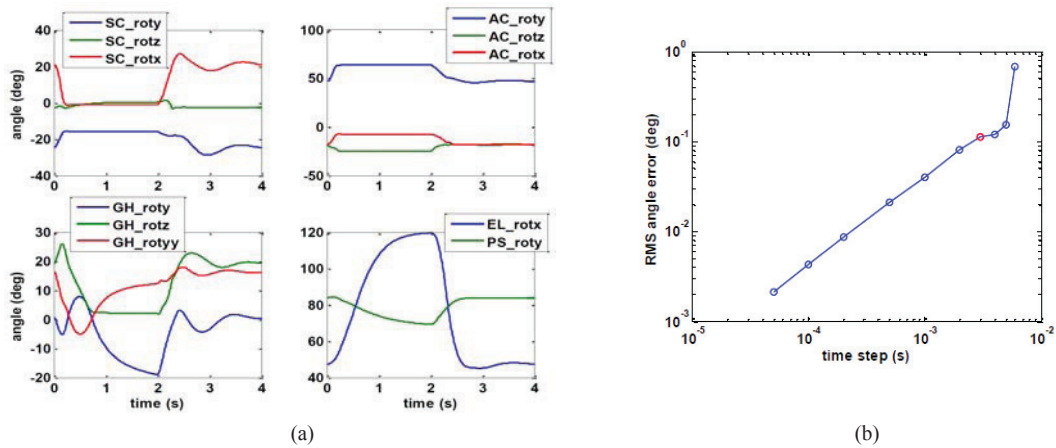 SC_roty
SC_rotz
SC_rotx
40
20
0
-20
-40
angle (deg)
0 1 2 3 4
AC_roty
AC_rotz
AC_rotx
100
50
0
-50
0 1 2 3 4
GH_roty
GH_rotz
GH_rotyy
30
20
10
0
-10
-20
angle (deg)
0 1 2 3 4
time (s)
EL_rotx
PS_roty
120
100
80
60
40
0 1 2 3 4
time (s)
(a)
10^0
10^-1
10^-2
10^-3
RMS angle error (deg)
10^-5 10^-4 10^-3 10^-2
time step (s)
(b)